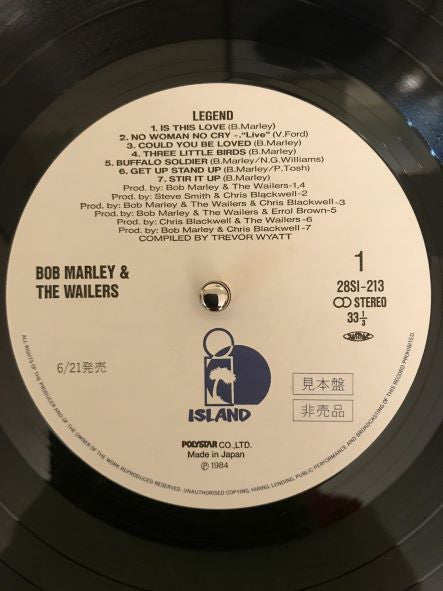 LEGEND
1. IS THIS LOVE (B.Marley)
2. NO WOMAN NO CRY -."Live" (V.Ford)
3. COULD YOU BE LOVED (B.Marley)
4. THREE LITTLE BIRDS (B.Marley)
5. BUFFALO SOLDIER (B.Marley/N.G.Williams)
6. GET UP STAND UP (B.Marley/P.Tosh)
7. STIR IT UP (B.Marley)
Prod. by: Bob Marley & The Wailers-1,4
Prod. by: Steve Smith & Chris Blackwell-2
Prod. by: Bob Marley & The Wailers & Chris Blackwell -3
Prod. by: Bob Marley & The Wailers & Errol Brown-5
Prod. by: Chris Blackwell & The Wailers -6
Prod. by: Bob Marley & Chris Blackwell -7
COMPILED BY TREVOR WYATT
BOB MARLEY &
THE WAILERS
1
28SI-213
STEREO
33 1/3
6/21発売
見本盤
非売品
ISLAND
POLYSTAR CO.,LTD.
Made in Japan
℗ 1984
ALL RIGHTS OF THE PRODUCER AND OF THE OWNER OF THE WORK REPRODUCED RESERVED. UNAUTHORISED COPYING, HIRING, LENDING, PUBLIC PERFORMANCE AND BROADCASTING OF THIS RECORD PROHIBITED.